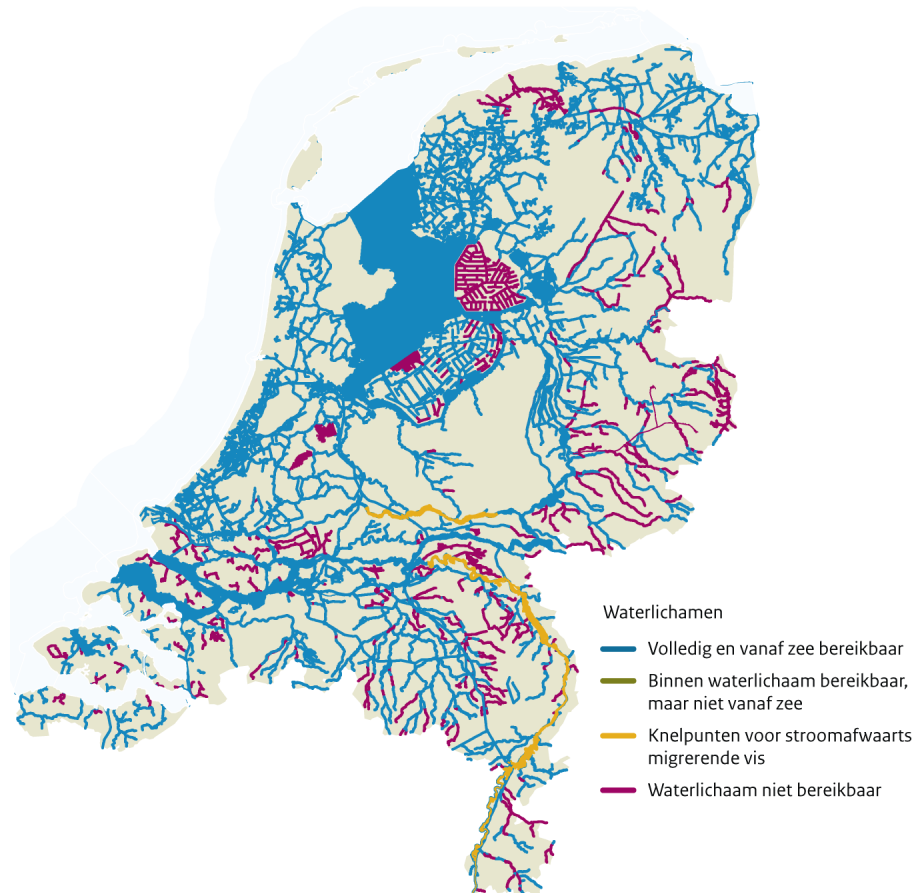 Waterlichamen
Volledig en vanaf zee bereikbaar
Binnen waterlichaam bereikbaar,
maar niet vanaf zee
Knelpunten voor stroomafwaarts
migrerende vis
Waterlichaam niet bereikbaar